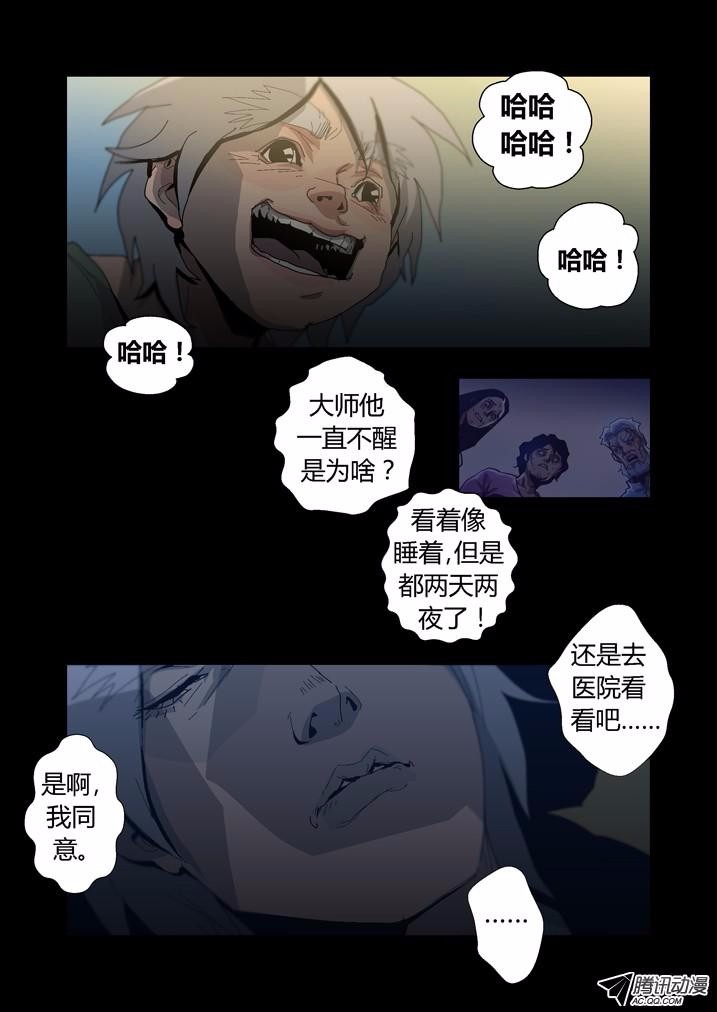 哈哈
哈哈！
哈哈！
哈哈！
大师他
一直不醒
是为啥？
看着像
睡着，但是
都两天两
夜了！
还是去
医院看
看吧……
是啊，
我同
意。
……
腾讯动漫
AC.QQ.COM